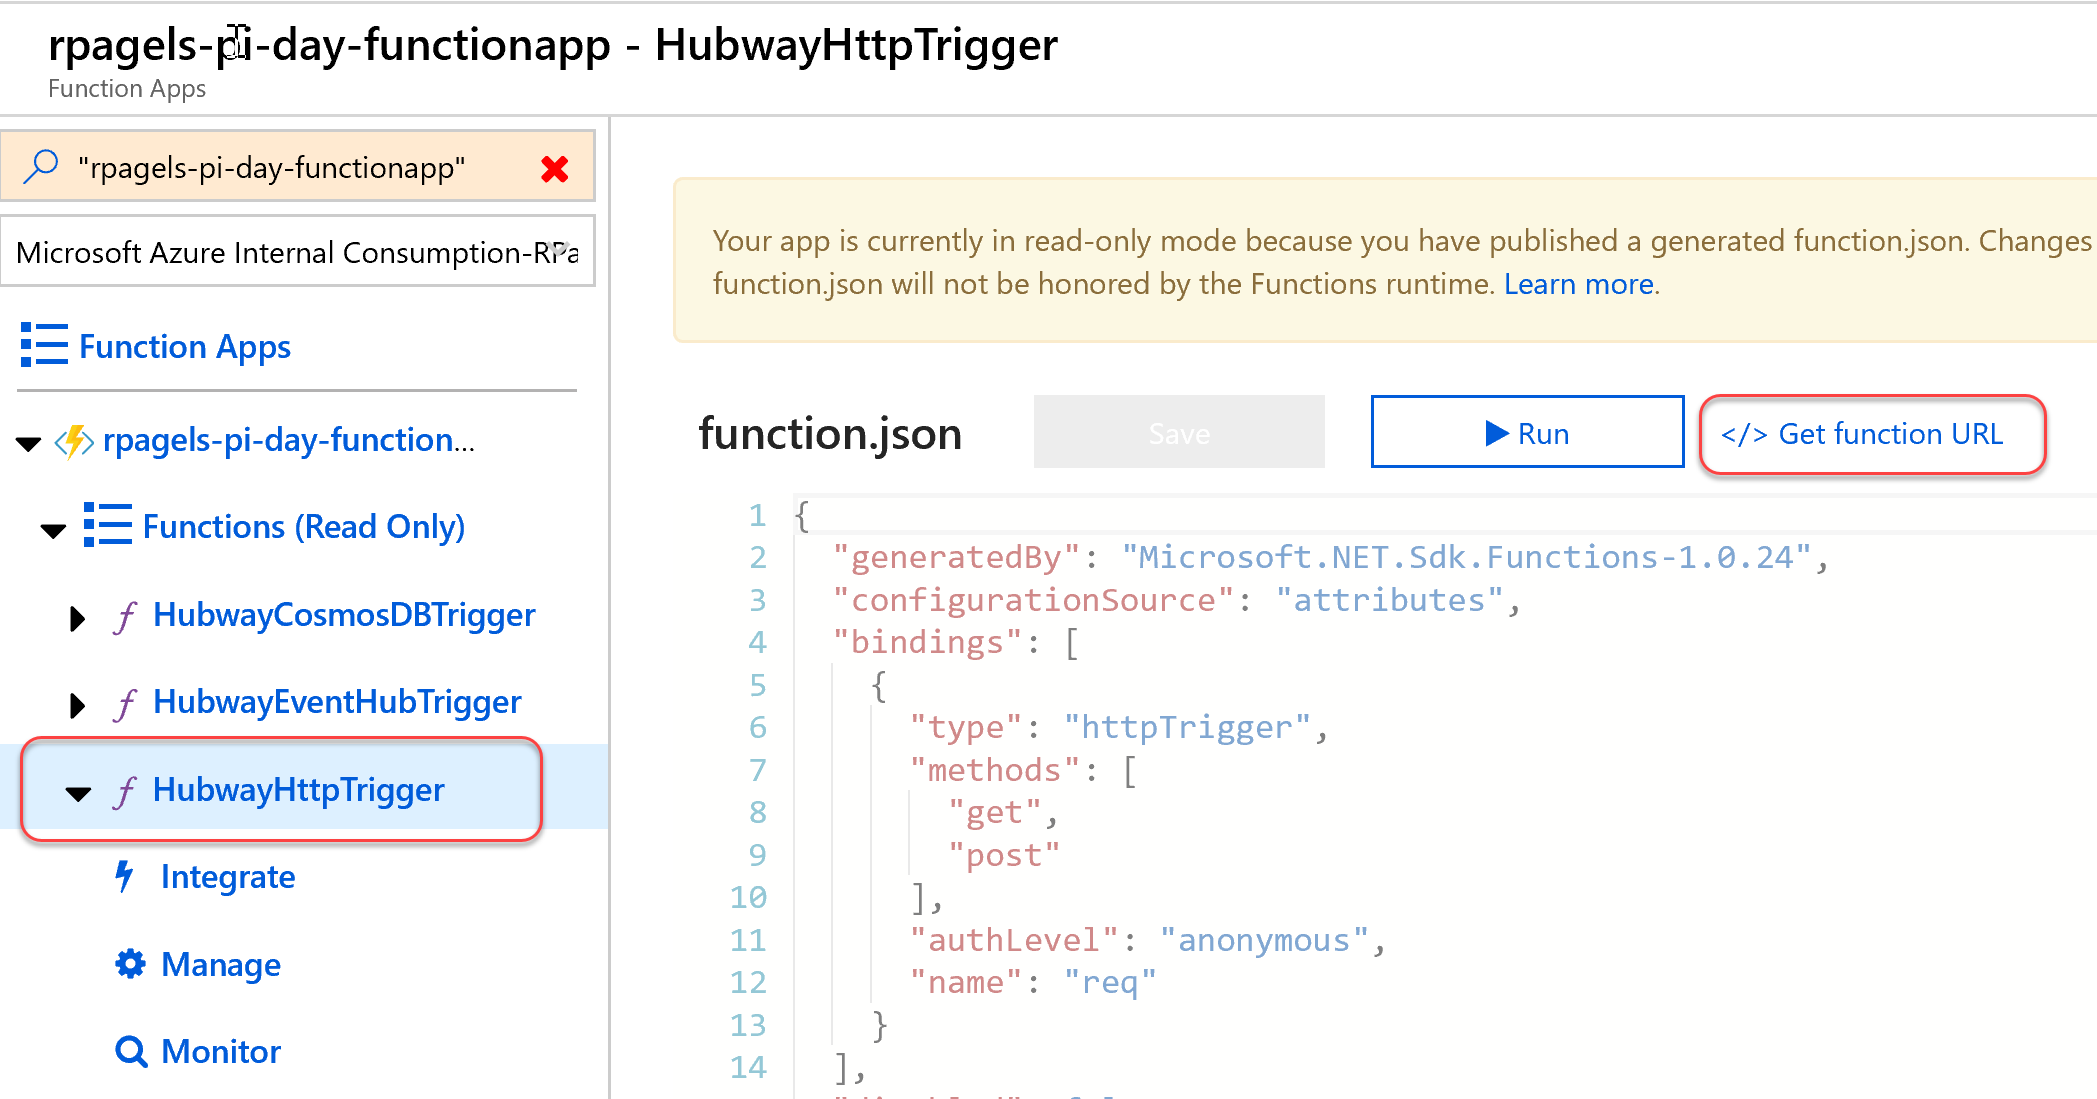 rpagels-pi-day-functionapp - HubwayHttpTrigger
Function Apps
"rpagels-pi-day-functionapp"
Microsoft Azure Internal Consumption-RPa
Function Apps
rpagels-pi-day-function...
Functions (Read Only)
HubwayCosmosDBTrigger
HubwayEventHubTrigger
HubwayHttpTrigger
Integrate
Manage
Monitor
Your app is currently in read-only mode because you have published a generated function.json. Changes
function.json will not be honored by the Functions runtime. Learn more.
function.json
Save
Run
</> Get function URL
1 {
2 "generatedBy": "Microsoft.NET.Sdk.Functions-1.0.24",
3 "configurationSource": "attributes",
4 "bindings": [
5 {
6 "type": "httpTrigger",
7 "methods": [
8 "get",
9 "post"
10 ],
11 "authLevel": "anonymous",
12 "name": "req"
13 }
14 ],